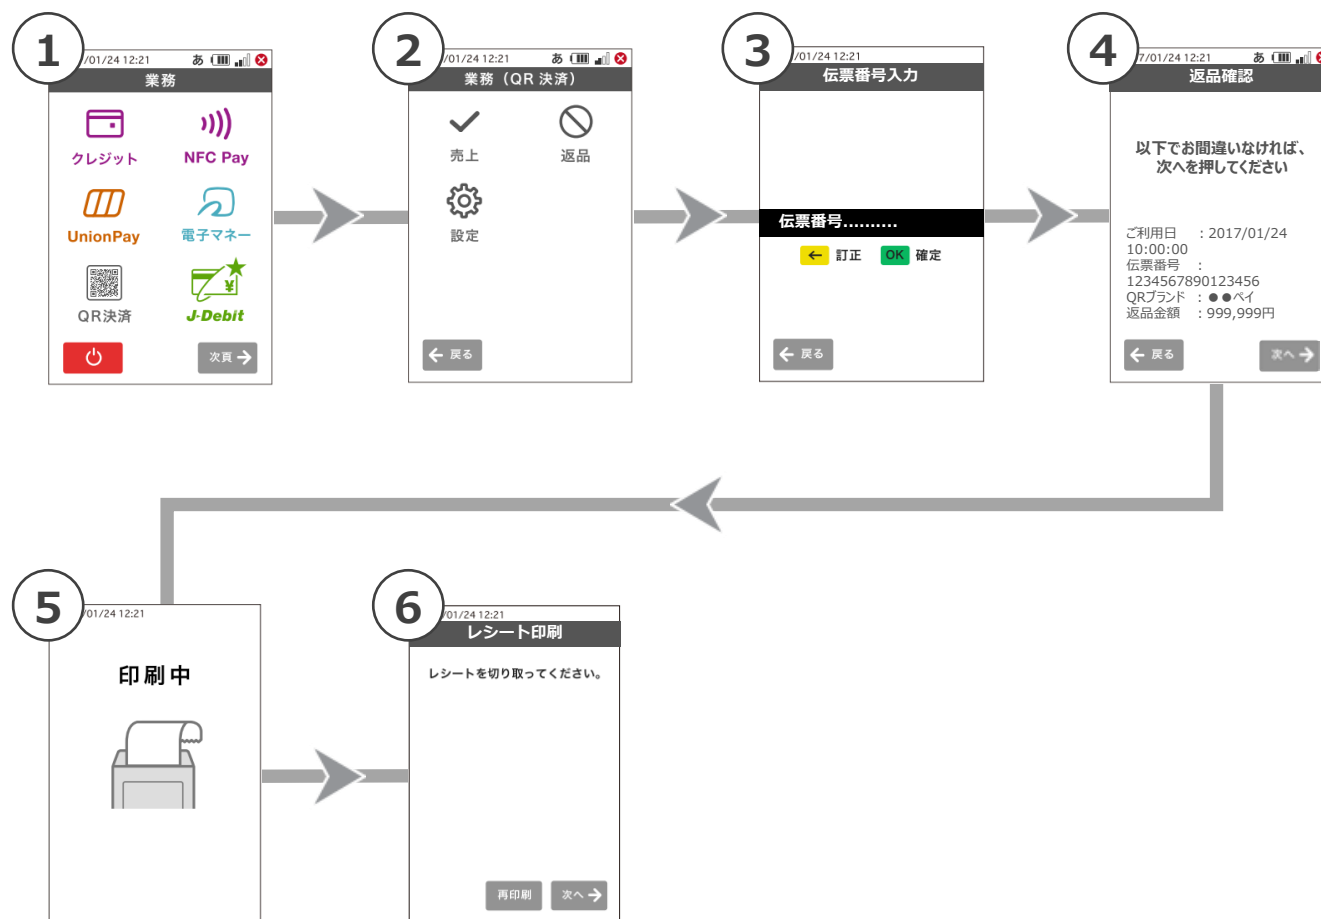 1
/01/24 12:21 あ
業務
クレジット NFC Pay
UnionPay 電子マネー
QR決済 J-Debit
次頁
2
/01/24 12:21 あ
業務（QR 決済）
売上 返品
設定
戻る
3
/01/24 12:21
伝票番号入力
伝票番号..........
訂正 OK 確定
戻る
4
7/01/24 12:21 あ
返品確認
以下でお間違いなければ、
次へを押してください
ご利用日 : 2017/01/24
10:00:00
伝票番号 :
1234567890123456
QRブランド : ●●ペイ
返品金額 : 999,999円
戻る 次へ
5
/01/24 12:21
印刷中
6
/01/24 12:21
レシート印刷
レシートを切り取ってください。
再印刷 次へ